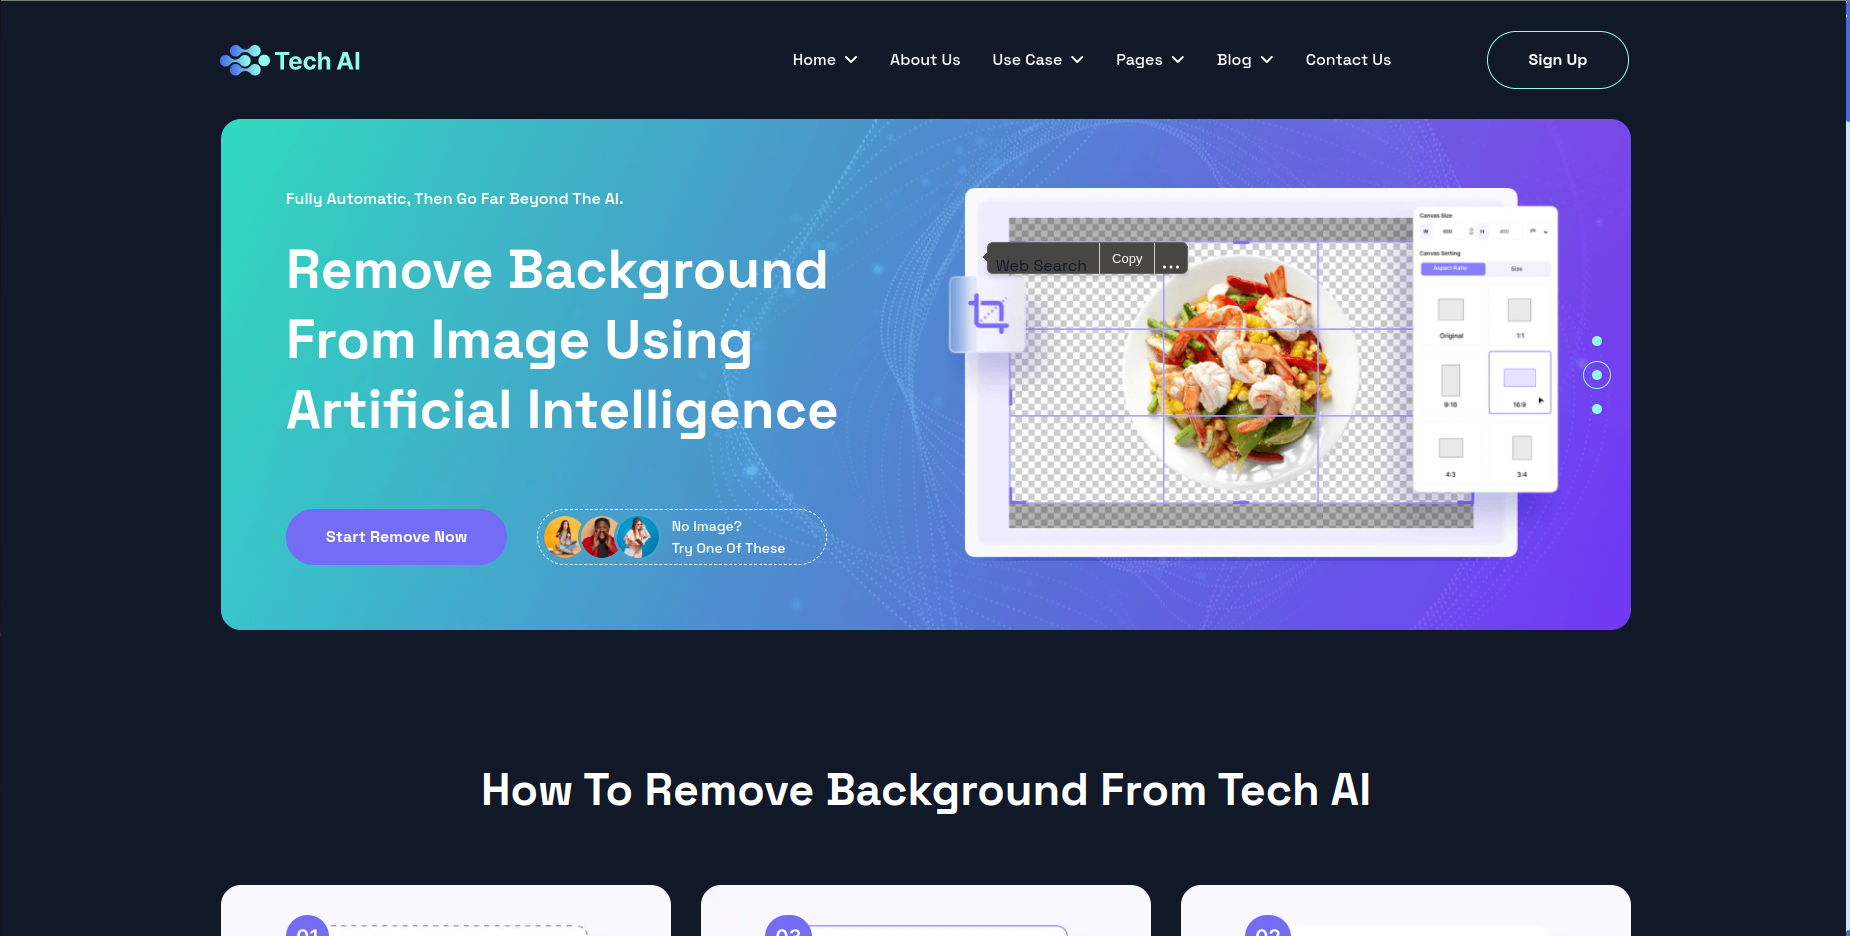 Tech AI
Home
About Us
Use Case
Pages
Blog
Contact Us
Sign Up
Fully Automatic, Then Go Far Beyond The AI.
Remove Background
From Image Using
Artificial Intelligence
Start Remove Now
No Image?
Try One Of These
Web Search
Copy
...
Canvas Size
W 600 H 400 PX
Canvas Setting
Aspect Ratio
Size
Original
1:1
9:16
16:9
4:3
3:4
How To Remove Background From Tech AI
01
03
02